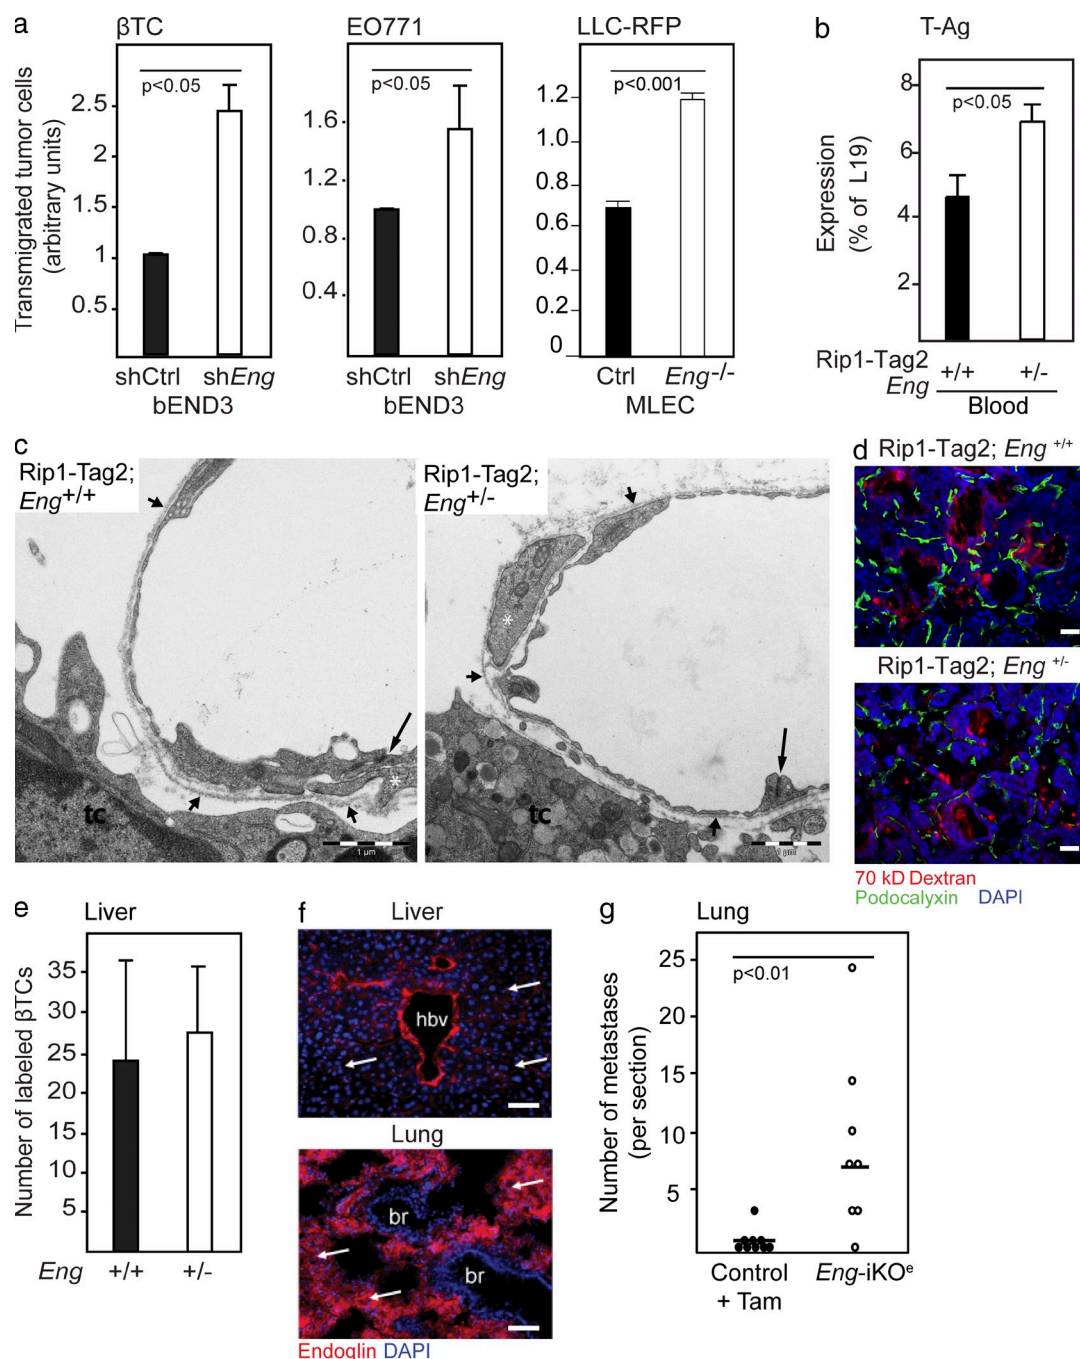 a
βTC
EO771
LLC-RFP
Transmigrated tumor cells
(arbitrary units)
p<0.05
2.5
2
1.5
1
0.5
shCtrl shEng
bEND3
p<0.05
1.6
1.2
0.8
0.4
shCtrl shEng
bEND3
p<0.001
1.2
1.0
0.8
0.6
0.4
0.2
0
Ctrl Eng-/-
MLEC
b
T-Ag
Expression
(% of L19)
8
6
4
2
p<0.05
Rip1-Tag2
Eng +/+ +/-
Blood
c
Rip1-Tag2;
Eng+/+
*
tc
1 µm
Rip1-Tag2;
Eng+/-
*
tc
1 µm
d
Rip1-Tag2; Eng +/+
Rip1-Tag2; Eng +/-
70 kD Dextran
Podocalyxin DAPI
e
Liver
Number of labeled βTCs
35
30
25
20
15
10
5
Eng +/+ +/-
f
Liver
hbv
Lung
br
br
Endoglin DAPI
g
Lung
Number of metastases
(per section)
25
20
15
10
5
p<0.01
Control
+ Tam
Eng-iKOe